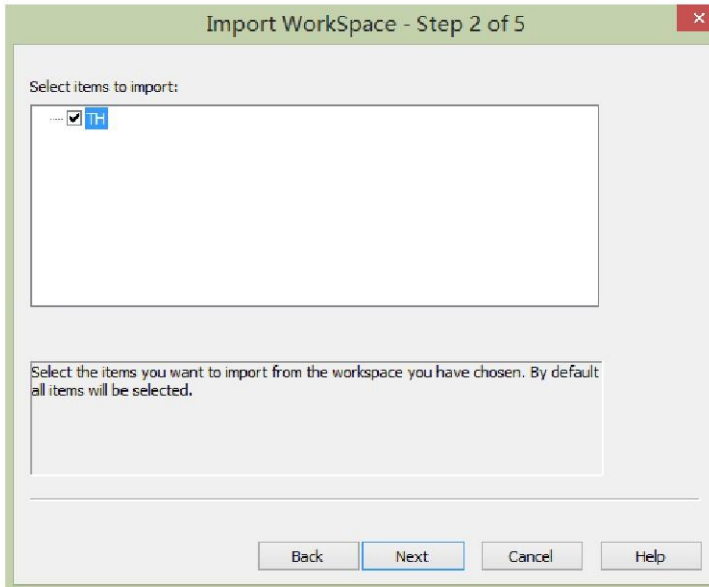 Import WorkSpace - Step 2 of 5
Select items to import:
TH
Select the items you want to import from the workspace you have chosen. By default
all items will be selected.
Back Next Cancel Help